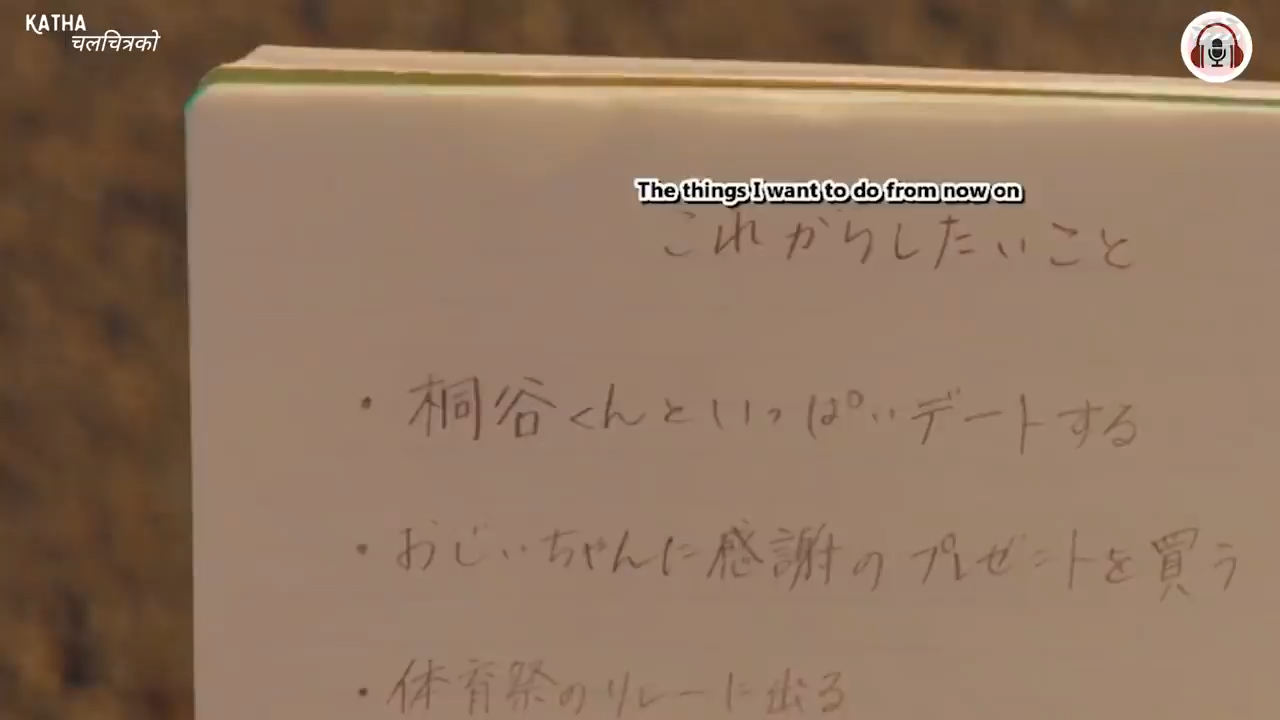 KATHA
चलचित्रको
The things I want to do from now on
これからしたいこと
・桐谷くんといっぱいデートする
・おじいちゃんに感謝のプレゼントを買う
・体育祭のリレーに出る